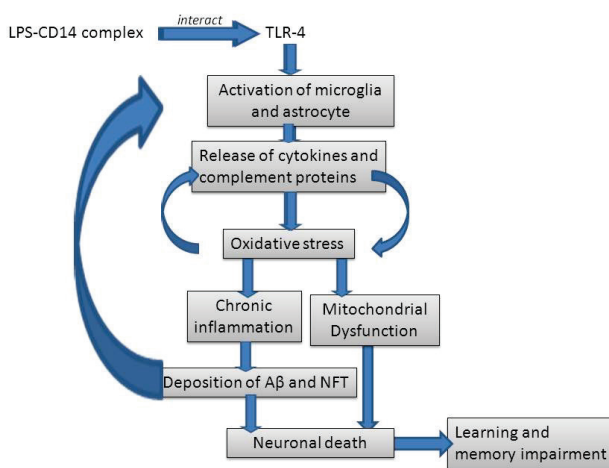 interact
LPS-CD14 complex
TLR-4
Activation of microglia
and astrocyte
Release of cytokines and
complement proteins
Oxidative stress
Chronic
inflammation
Mitochondrial
Dysfunction
Deposition of Aβ and NFT
Neuronal death
Learning and
memory impairment